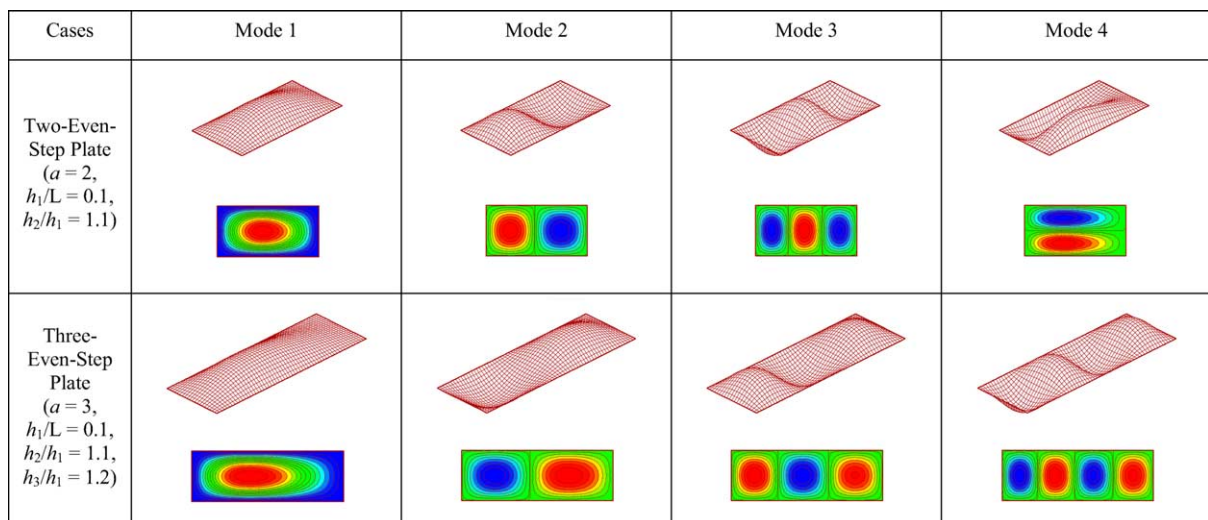 Cases
Mode 1
Mode 2
Mode 3
Mode 4
Two-Even-
Step Plate
(a = 2,
h₁/L = 0.1,
h₂/h₁ = 1.1)
Three-
Even-Step
Plate
(a = 3,
h₁/L = 0.1,
h₂/h₁ = 1.1,
h₃/h₁ = 1.2)